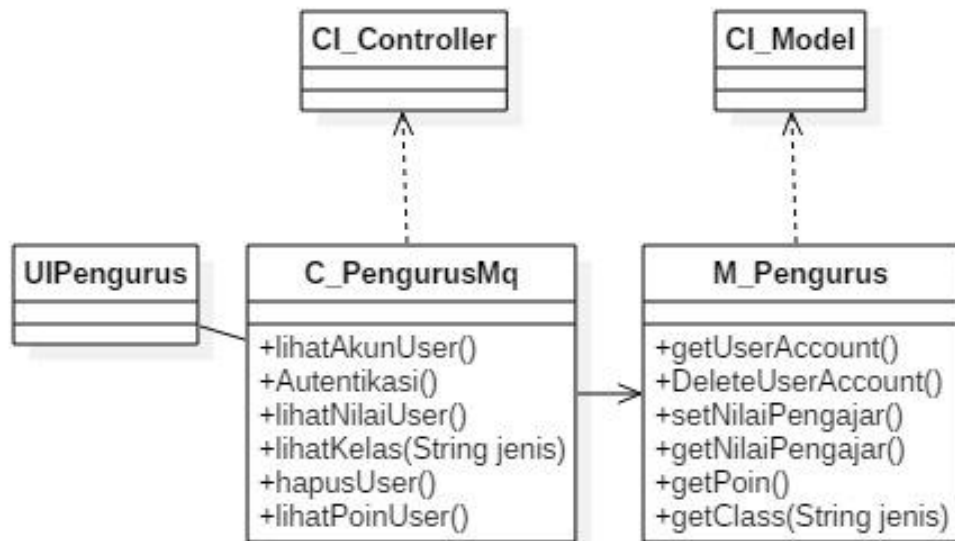 CI_Controller
CI_Model
UIPengurus
C_PengurusMq
+lihatAkunUser()
+Autentikasi()
+lihatNilaiUser()
+lihatKelas(String jenis)
+hapusUser()
+lihatPoinUser()
M_Pengurus
+getUserAccount()
+DeleteUserAccount()
+setNilaiPengajar()
+getNilaiPengajar()
+getPoin()
+getClass(String jenis)